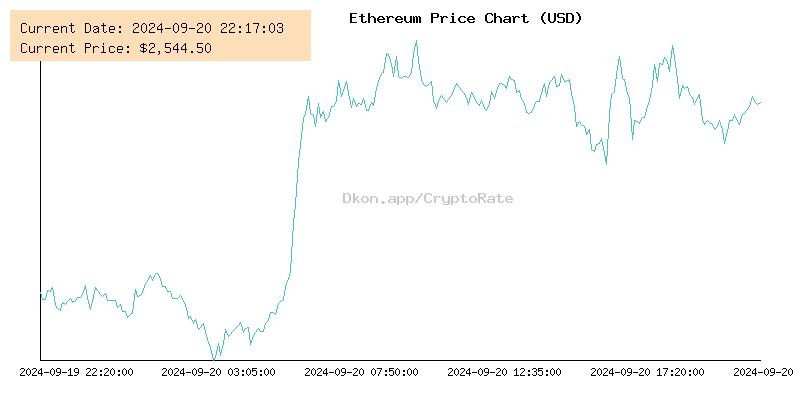 Ethereum Price Chart (USD)
Current Date: 2024-09-20 22:17:03
Current Price: $2,544.50
Dkon.app/CryptoRate
2024-09-19 22:20:00
2024-09-20 03:05:00
2024-09-20 07:50:00
2024-09-20 12:35:00
2024-09-20 17:20:00
2024-09-20